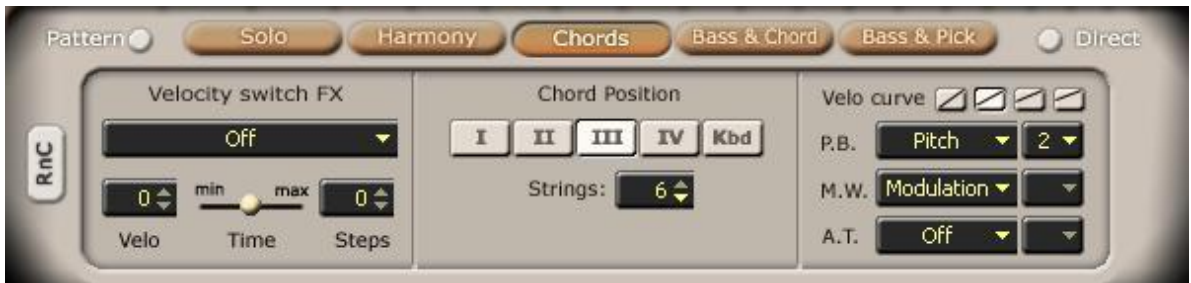 Pattern Solo Harmony Chords Bass & Chord Bass & Pick Direct
RnC
Velocity switch FX
Off
0 min max 0
Velo Time Steps
Chord Position
I II III IV Kbd
Strings: 6
Velo curve
P.B. Pitch 2
M.W. Modulation
A.T. Off